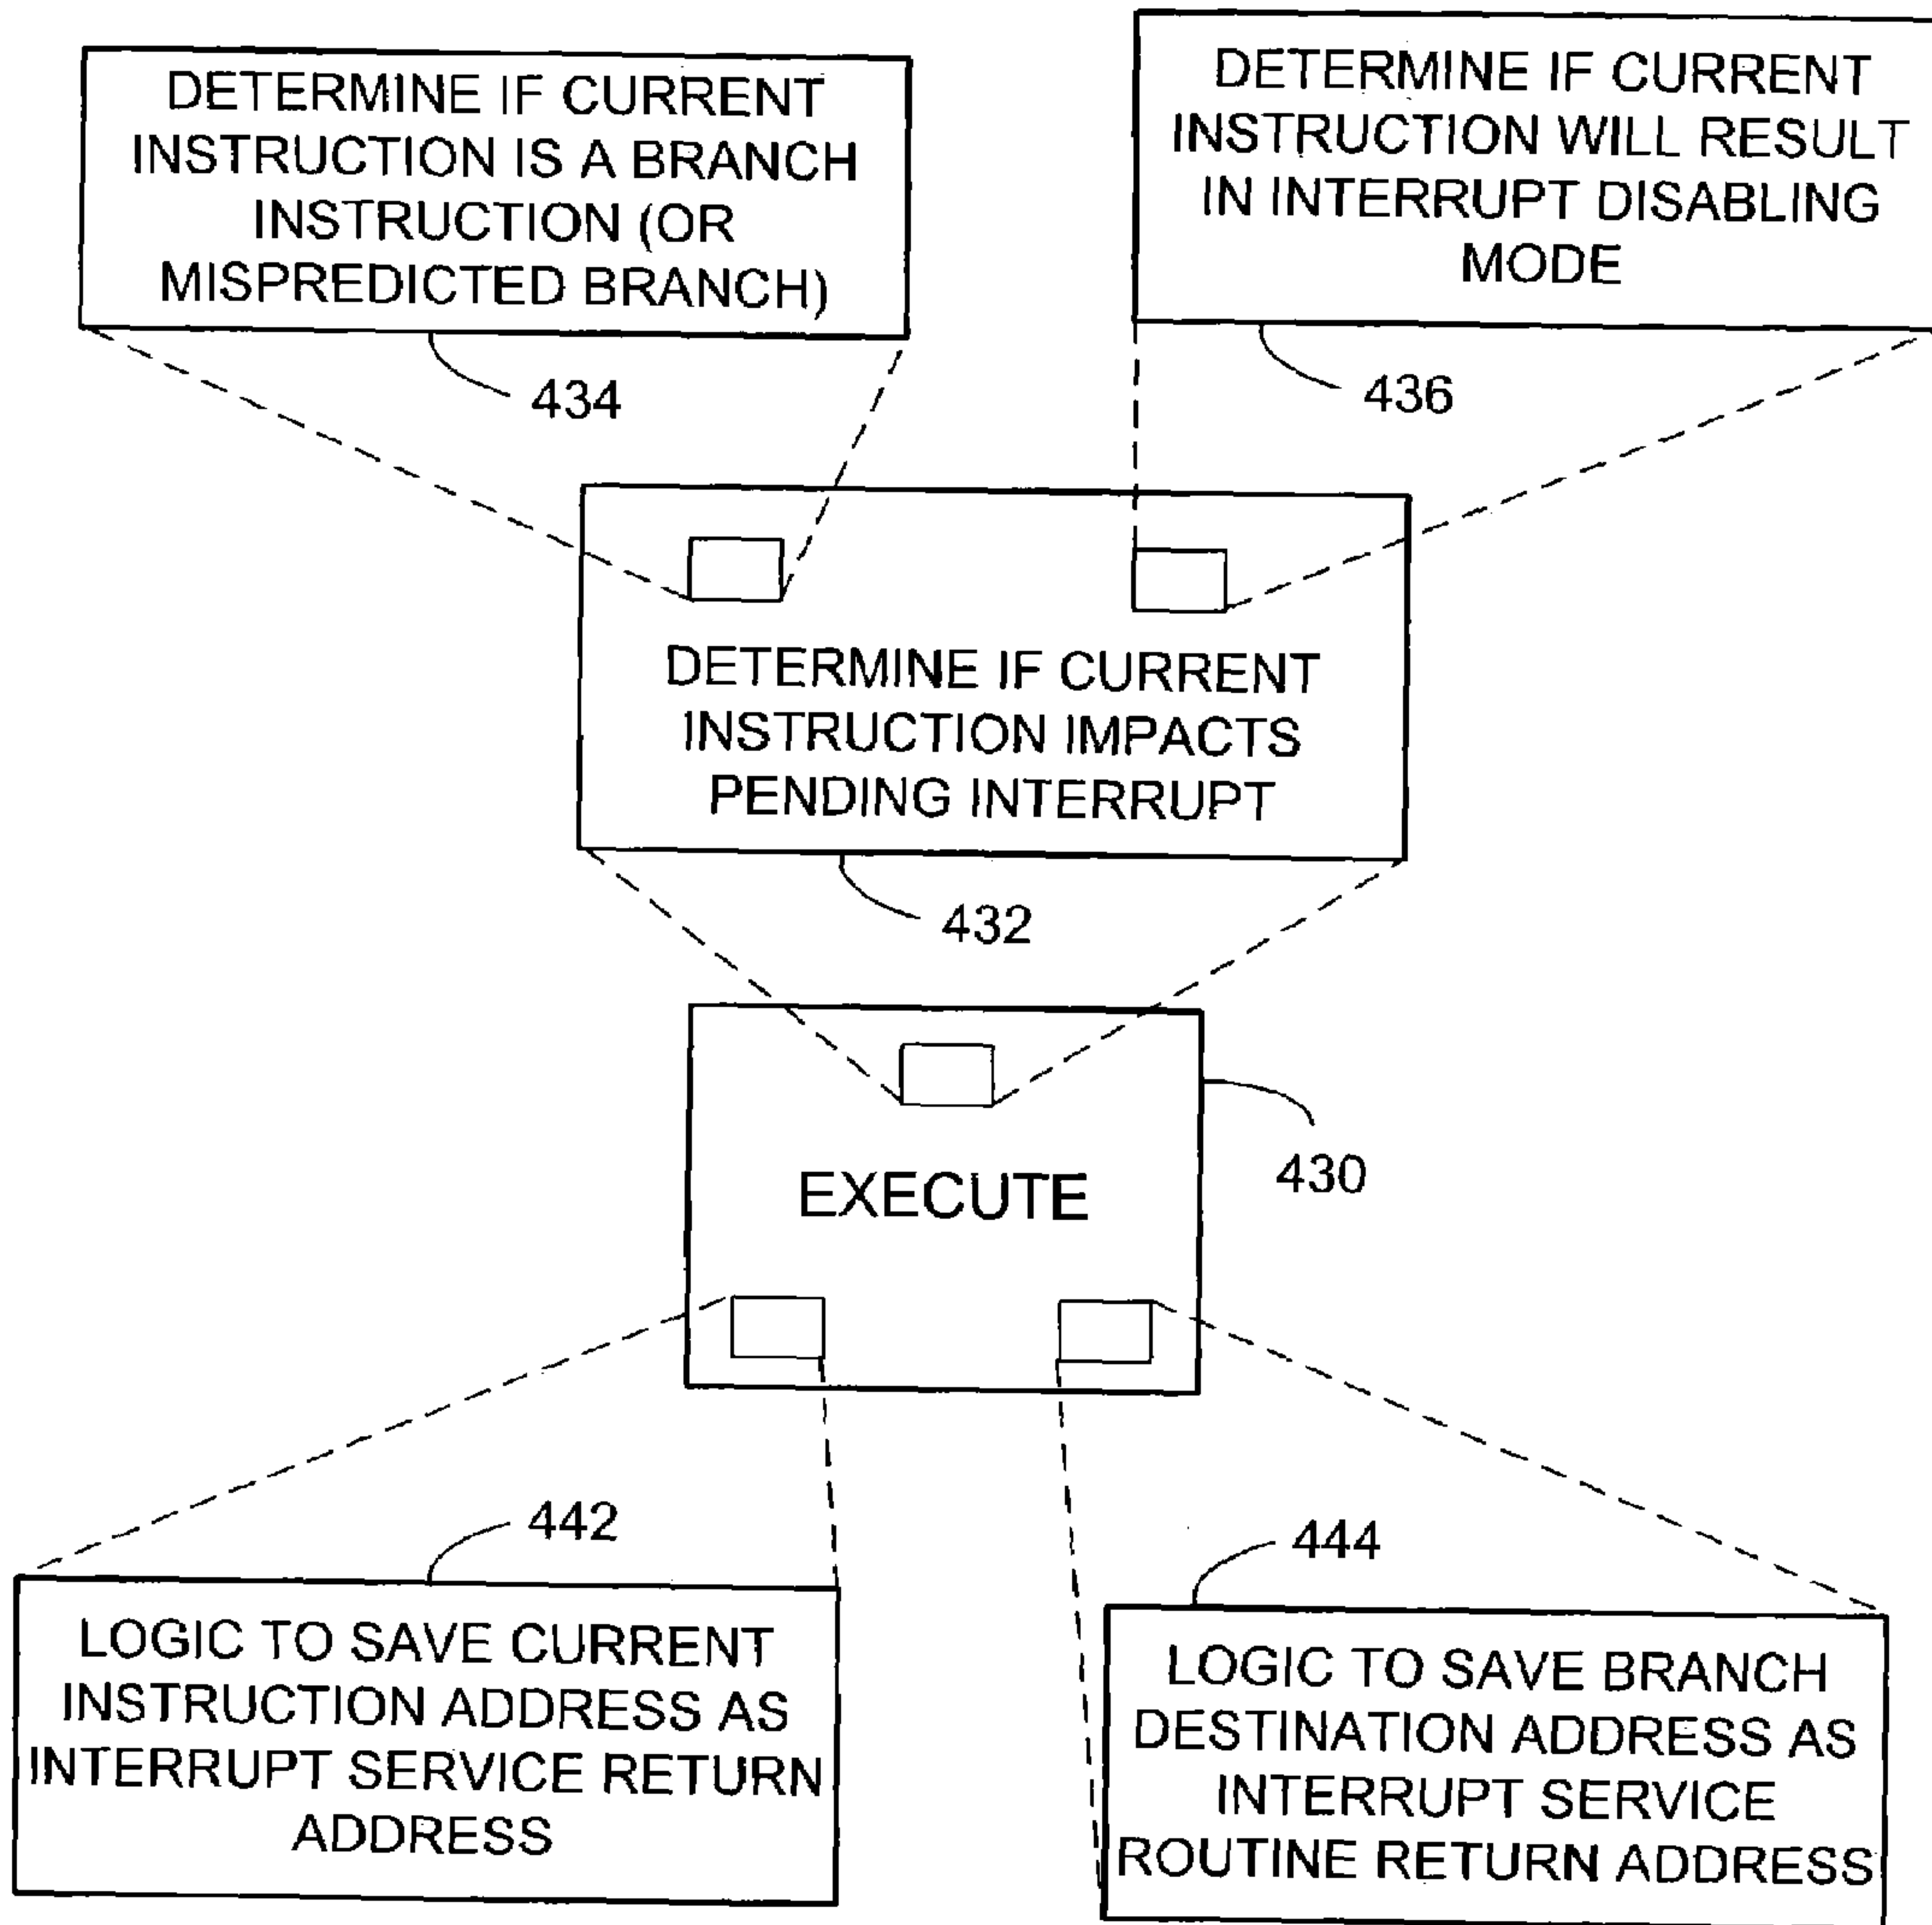 DETERMINE IF CURRENT
INSTRUCTION IS A BRANCH
INSTRUCTION (OR
MISPREDICTED BRANCH)
434
DETERMINE IF CURRENT
INSTRUCTION WILL RESULT
IN INTERRUPT DISABLING
MODE
436
DETERMINE IF CURRENT
INSTRUCTION IMPACTS
PENDING INTERRUPT
432
EXECUTE
430
442
LOGIC TO SAVE CURRENT
INSTRUCTION ADDRESS AS
INTERRUPT SERVICE RETURN
ADDRESS
444
LOGIC TO SAVE BRANCH
DESTINATION ADDRESS AS
INTERRUPT SERVICE
ROUTINE RETURN ADDRESS